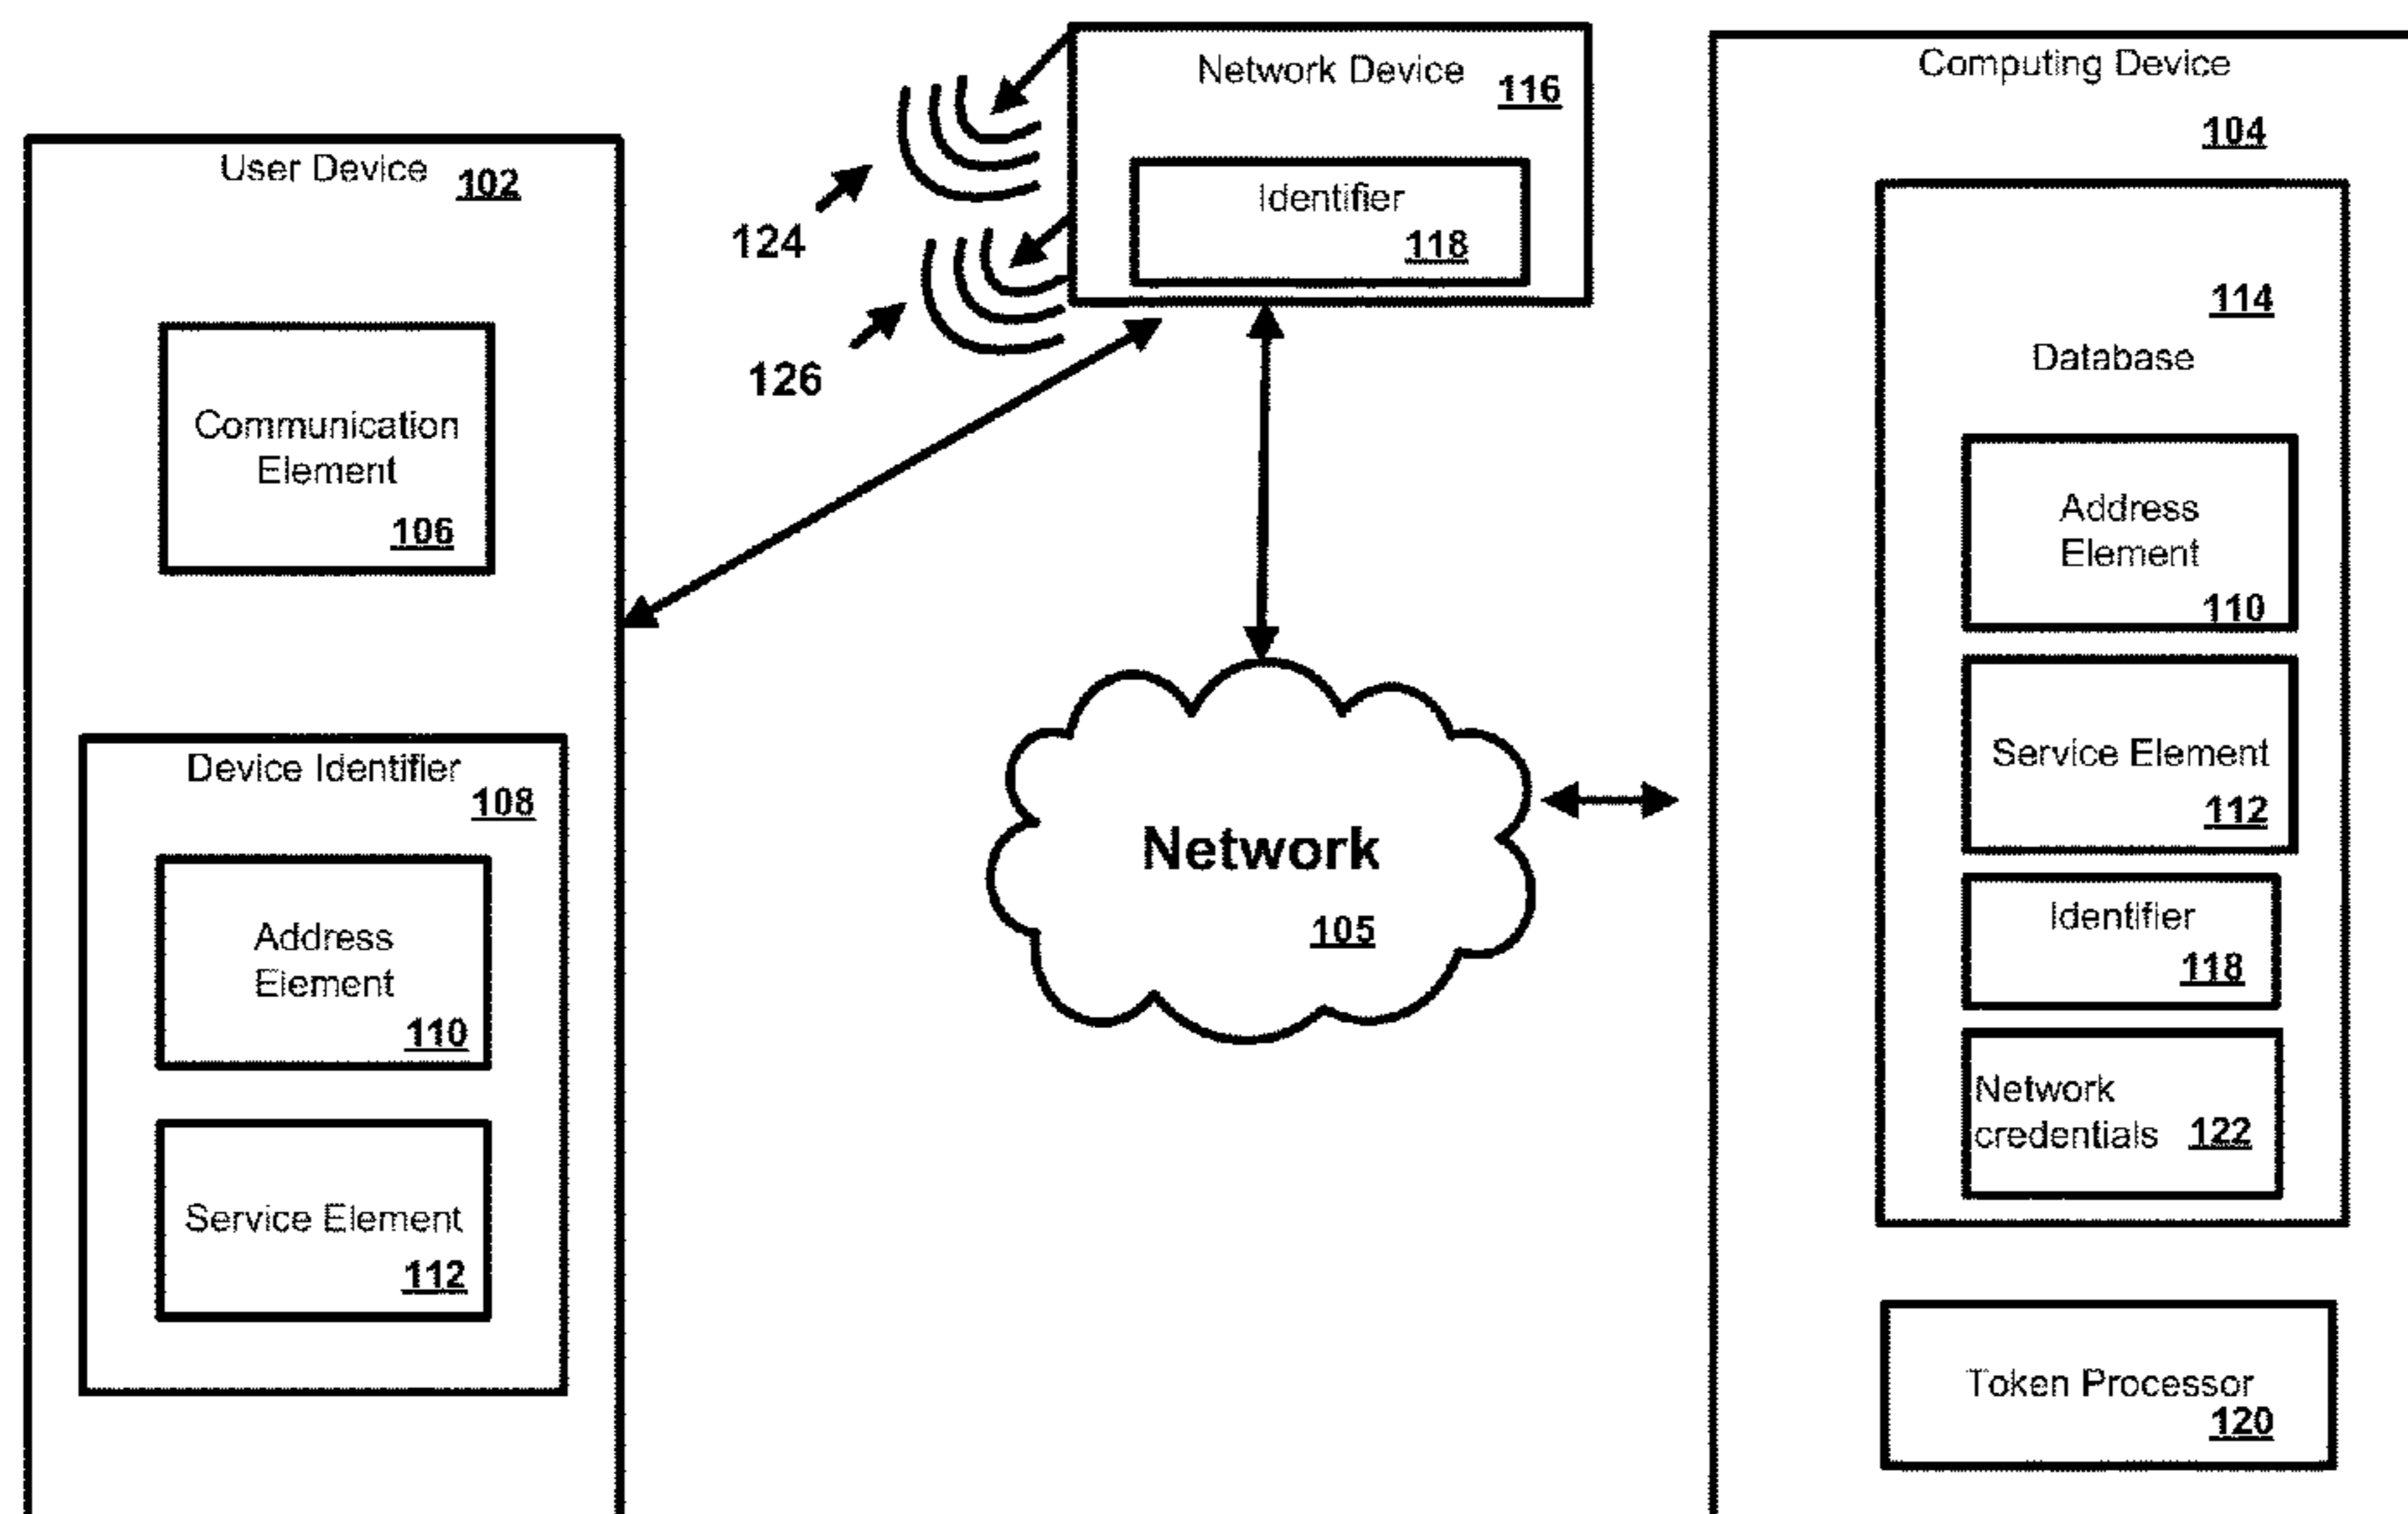 User Device 102
Communication
Element
106
Device Identifier
108
Address
Element
110
Service Element
112
124
126
Network Device
116
Identifier
118
Network
105
Computing Device
104
114
Database
Address
Element
110
Service Element
112
Identifier
118
Network
credentials 122
Token Processor
120